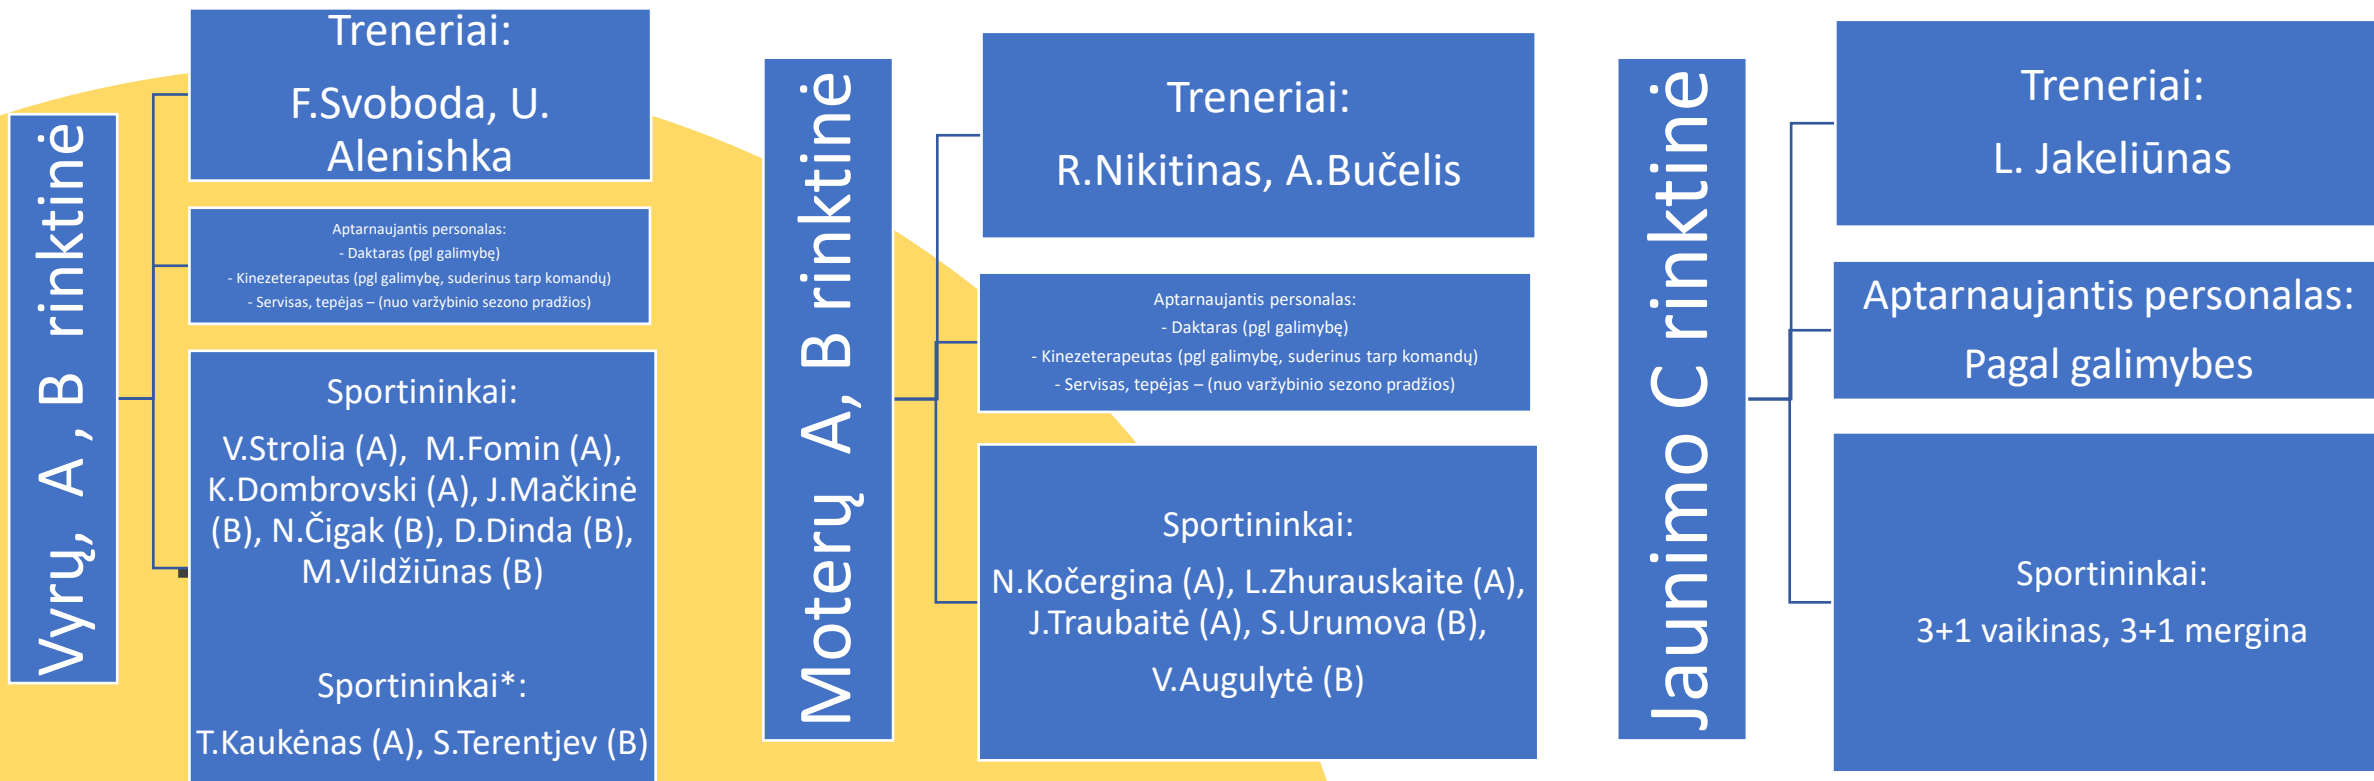 Vyrų, A , B rinktinė
Treneriai:
F.Svoboda, U.
Alenishka
Aptarnaujantis personalas:
- Daktaras (pgl galimybę)
- Kinezeterapeutas (pgl galimybę, suderinus tarp komandų)
- Servisas, tepėjas – (nuo varžybinio sezono pradžios)
Sportininkai:
V.Strolia (A), M.Fomin (A),
K.Dombrovski (A), J.Mačkinė
(B), N.Čigak (B), D.Dinda (B),
M.Vildžiūnas (B)
Sportininkai*:
T.Kaukėnas (A), S.Terentjev (B)
Moterų A, B rinktinė
Treneriai:
R.Nikitinas, A.Bučelis
Aptarnaujantis personalas:
- Daktaras (pgl galimybę)
- Kinezeterapeutas (pgl galimybę, suderinus tarp komandų)
- Servisas, tepėjas – (nuo varžybinio sezono pradžios)
Sportininkai:
N.Kočergina (A), L.Zhurauskaite (A),
J.Traubaitė (A), S.Urumova (B),
V.Augulytė (B)
Jaunimo C rinktinė
Treneriai:
L. Jakeliūnas
Aptarnaujantis personalas:
Pagal galimybes
Sportininkai:
3+1 vaikinas, 3+1 mergina